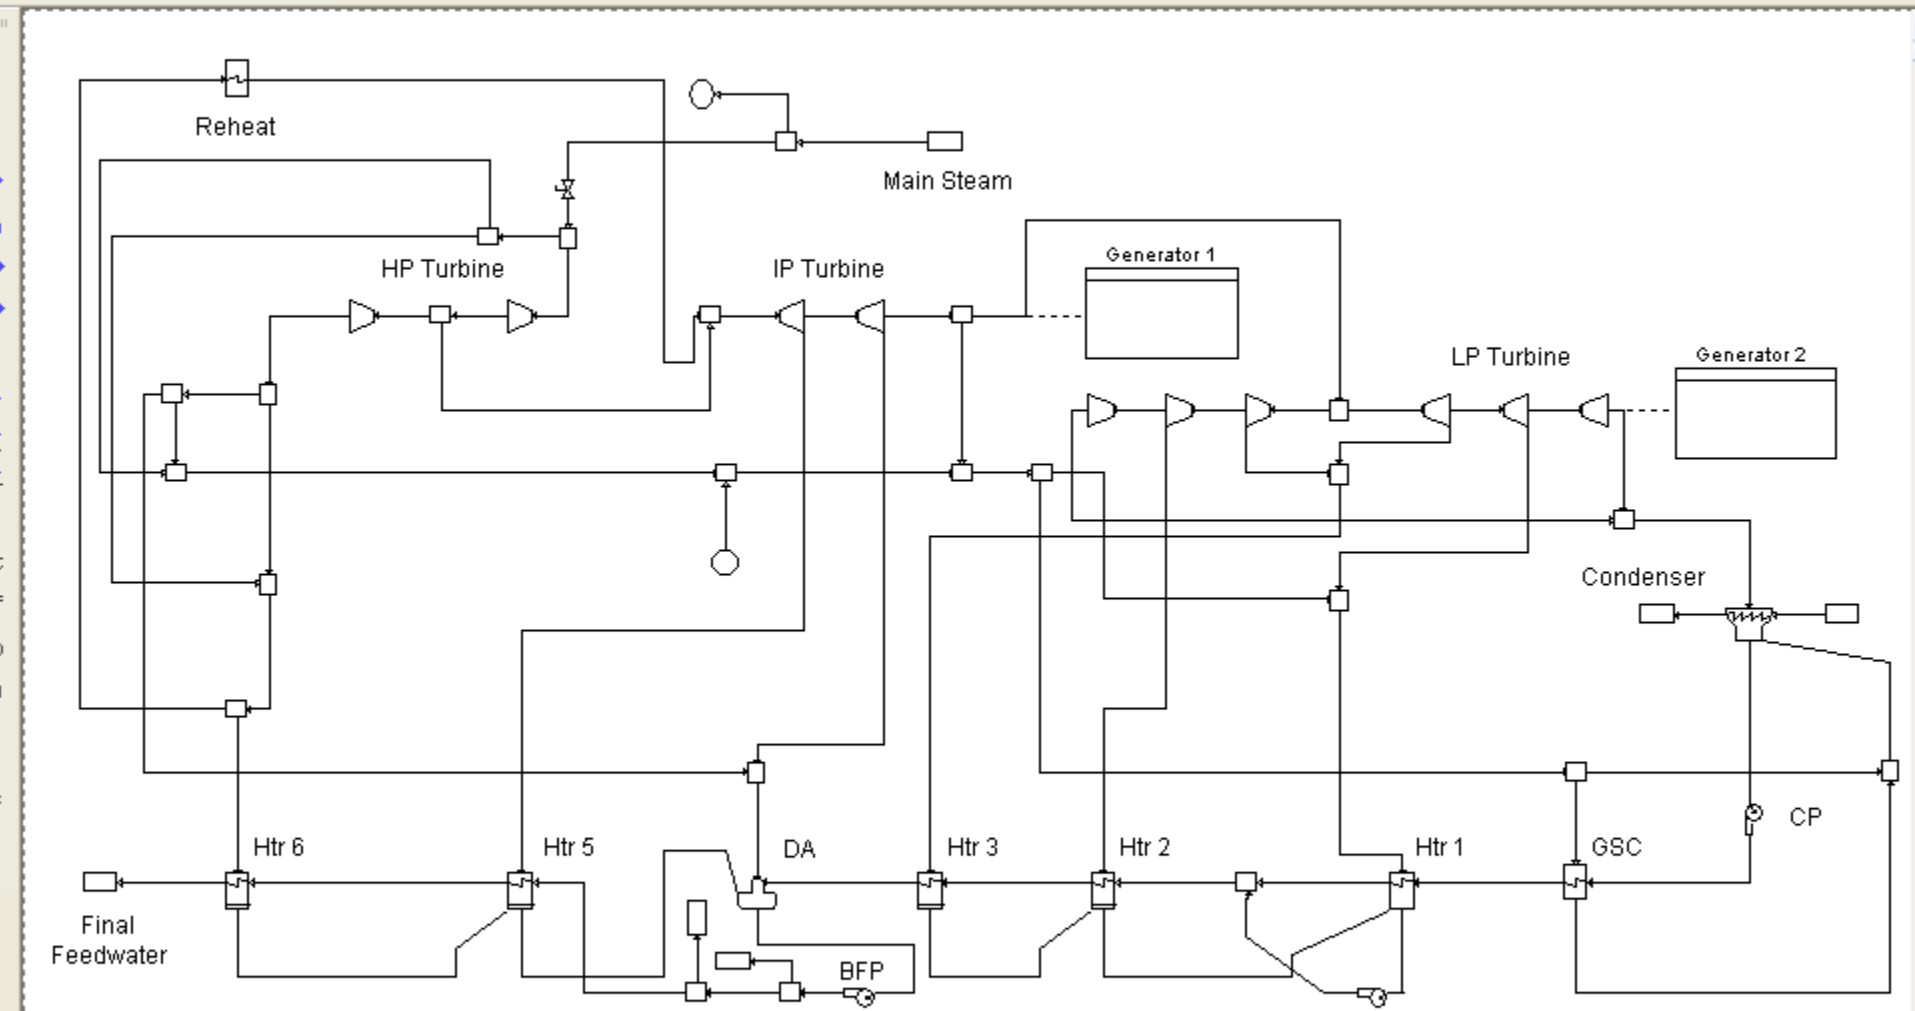 Reheat
Main Steam
HP Turbine
IP Turbine
Generator 1
LP Turbine
Generator 2
Condenser
CP
Htr 6
Htr 5
DA
Htr 3
Htr 2
Htr 1
GSC
Final
Feedwater
BFP